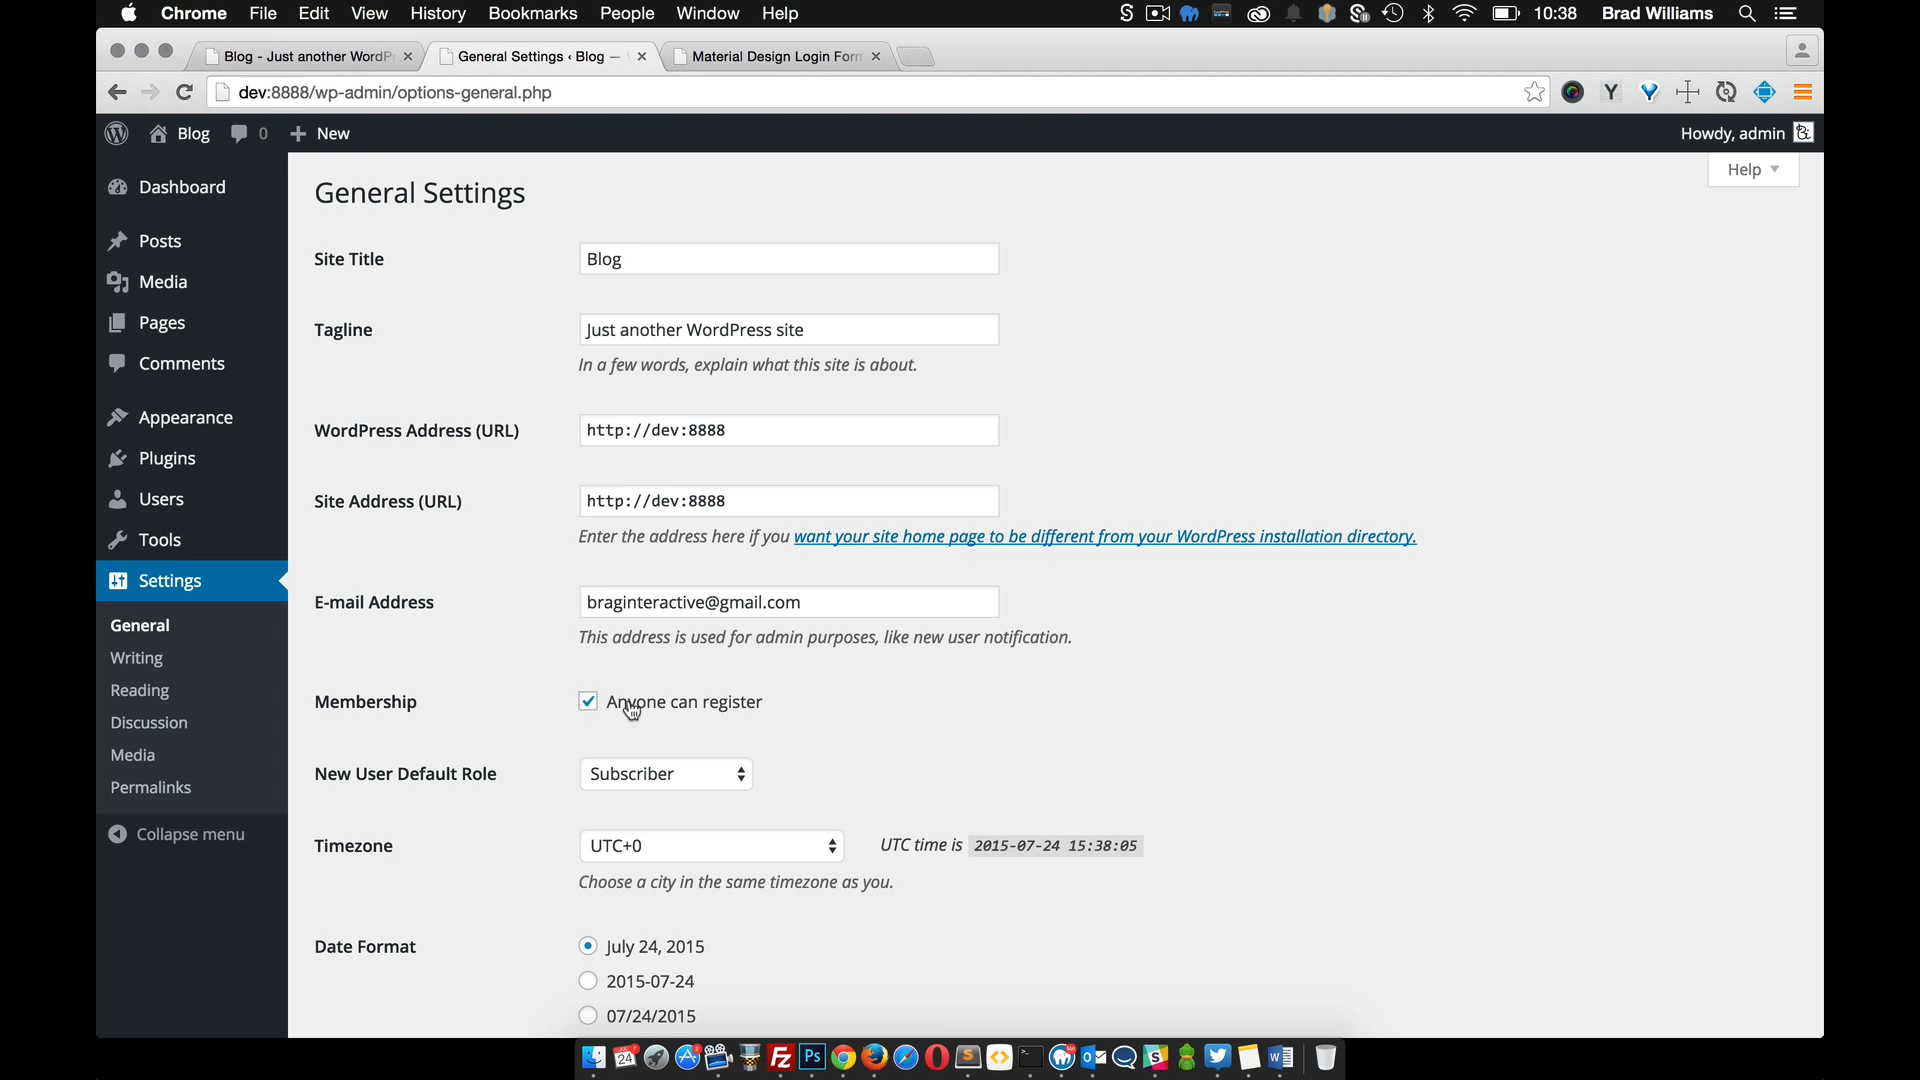 Chrome File Edit View History Bookmarks People Window Help 10:38 Brad Williams
Blog - Just another WordP
General Settings ‹ Blog —
Material Design Login Form
dev:8888/wp-admin/options-general.php
Blog 0 New Howdy, admin
Help
Dashboard
Posts
Media
Pages
Comments
Appearance
Plugins
Users
Tools
Settings
General
Writing
Reading
Discussion
Media
Permalinks
Collapse menu
General Settings
Site Title Blog
Tagline Just another WordPress site
In a few words, explain what this site is about.
WordPress Address (URL) http://dev:8888
Site Address (URL) http://dev:8888
Enter the address here if you want your site home page to be different from your WordPress installation directory.
E-mail Address braginteractive@gmail.com
This address is used for admin purposes, like new user notification.
Membership Anyone can register
New User Default Role Subscriber
Timezone UTC+0 UTC time is 2015-07-24 15:38:05
Choose a city in the same timezone as you.
Date Format July 24, 2015
2015-07-24
07/24/2015